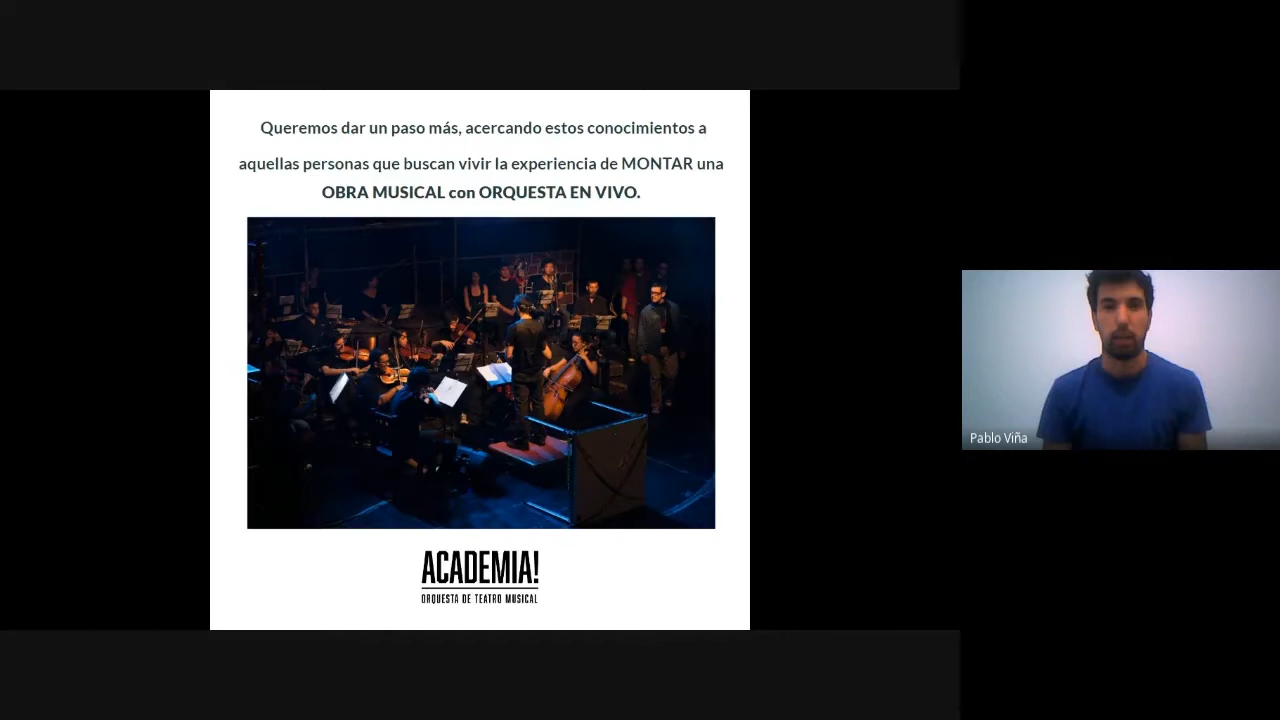 Queremos dar un paso más, acercando estos conocimientos a
aquellas personas que buscan vivir la experiencia de MONTAR una
OBRA MUSICAL con ORQUESTA EN VIVO.
ACADEMIA!
ORQUESTA DE TEATRO MUSICAL
Pablo Viña